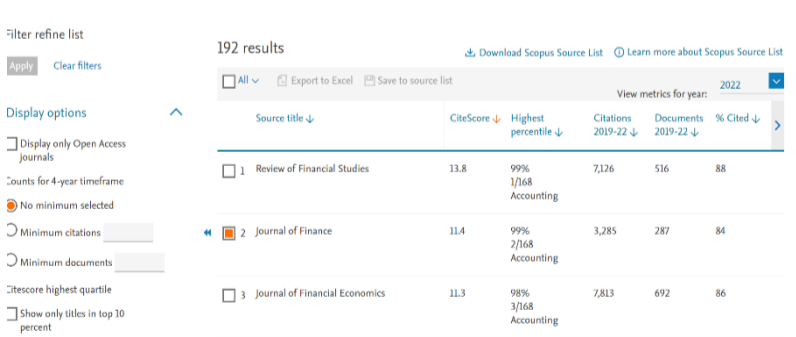 Filter refine list
Apply
Clear filters
Display options
Display only Open Access
journals
Counts for 4-year timeframe
No minimum selected
Minimum citations
Minimum documents
Citescore highest quartile
Show only titles in top 10
percent
192 results
Download Scopus Source List
Learn more about Scopus Source List
All
Export to Excel
Save to source list
View metrics for year:
2022
Source title
CiteScore
Highest
percentile
Citations
2019-22
Documents
2019-22
% Cited
1 Review of Financial Studies 13.8 99% 7,126 516 88
1/168
Accounting
2 Journal of Finance 11.4 99% 3,285 287 84
2/168
Accounting
3 Journal of Financial Economics 11.3 98% 7,813 692 86
3/168
Accounting